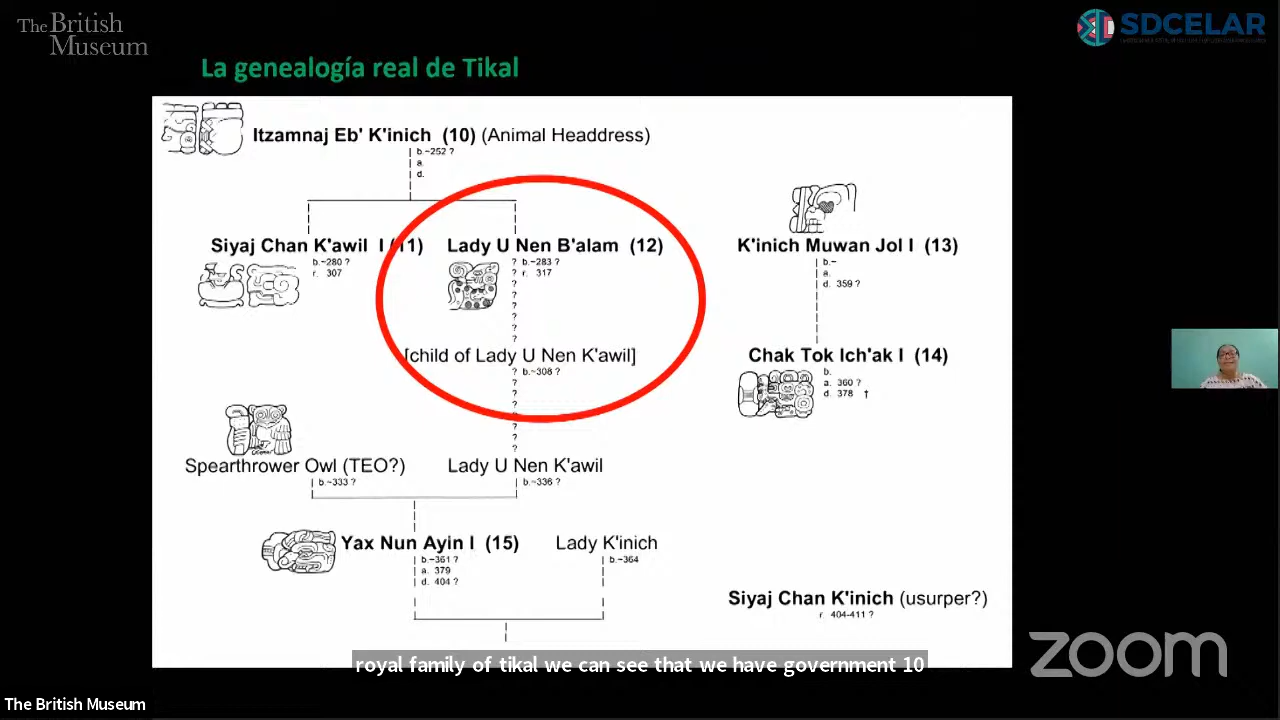 The British
Museum
SDCELAR
La genealogía real de Tikal
Itzamnaj Eb' K'inich (10) (Animal Headdress)
b.~252 ?
a.
d.
Siyaj Chan K'awil I (11)
b.~280 ?
r. 307
Lady U Nen B'alam (12)
? b.~283 ?
? r. 317
?
?
?
?
?
?
[child of Lady U Nen K'awil]
? b.~308 ?
?
?
?
?
?
?
?
K'inich Muwan Jol I (13)
b.~
a.
d. 359 ?
Chak Tok Ich'ak I (14)
b.
a. 360 ?
d. 378 †
Spearthrower Owl (TEO?)
b.~333 ?
Lady U Nen K'awil
b.~336 ?
Yax Nun Ayin I (15)
b.~361 ?
a. 379
d. 404 ?
Lady K'inich
b.~364
Siyaj Chan K'inich (usurper?)
r. 404-411 ?
royal family of tikal we can see that we have government 10
zoom
The British Museum